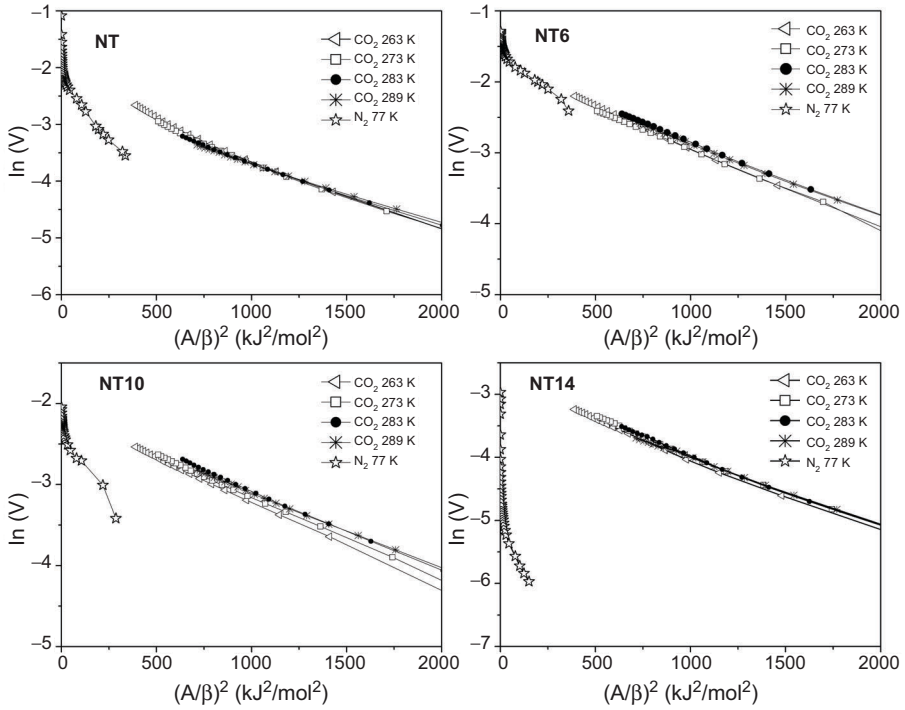 NT
CO2 263 K
CO2 273 K
CO2 283 K
CO2 289 K
N2 77 K
ln (V)
–1
–2
–3
–4
–5
–6
0
500
1000
1500
2000
(A/β)² (kJ²/mol²)
NT6
CO2 263 K
CO2 273 K
CO2 283 K
CO2 289 K
N2 77 K
ln (V)
–1
–2
–3
–4
–5
0
500
1000
1500
2000
(A/β)² (kJ²/mol²)
NT10
CO2 263 K
CO2 273 K
CO2 283 K
CO2 289 K
N2 77 K
ln (V)
–2
–3
–4
–5
0
500
1000
1500
2000
(A/β)² (kJ²/mol²)
NT14
CO2 263 K
CO2 273 K
CO2 283 K
CO2 289 K
N2 77 K
ln (V)
–3
–4
–5
–6
–7
0
500
1000
1500
2000
(A/β)² (kJ²/mol²)